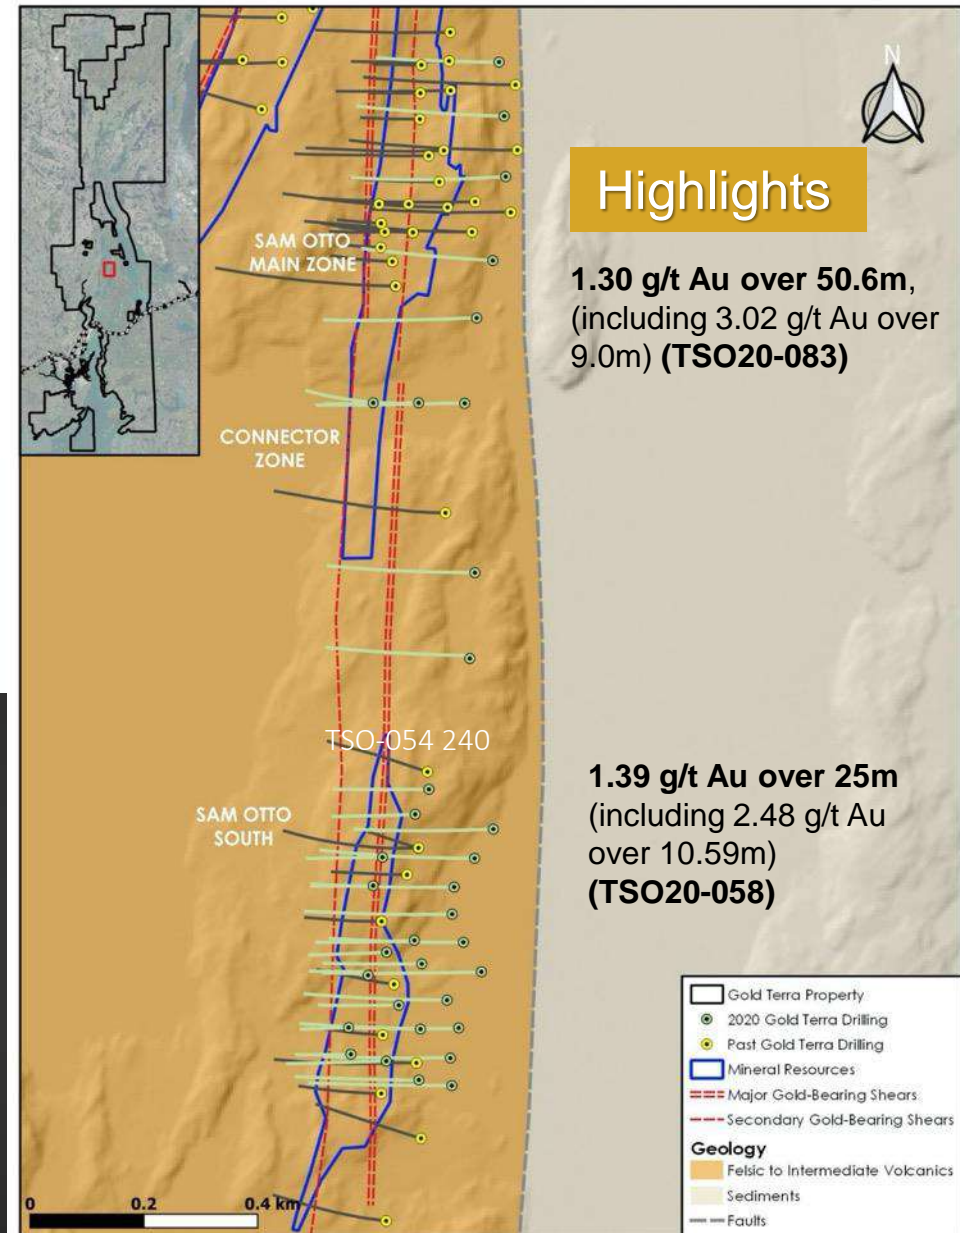 N
Highlights
SAM OTTO
MAIN ZONE
1.30 g/t Au over 50.6m,
(including 3.02 g/t Au over
9.0m) (TSO20-083)
CONNECTOR
ZONE
TSO-054 240
SAM OTTO
SOUTH
1.39 g/t Au over 25m
(including 2.48 g/t Au
over 10.59m)
(TSO20-058)
Gold Terra Property
2020 Gold Terra Drilling
Past Gold Terra Drilling
Mineral Resources
Major Gold-Bearing Shears
Secondary Gold-Bearing Shears
Geology
Felsic to Intermediate Volcanics
Sediments
Faults
0 0.2 0.4 km